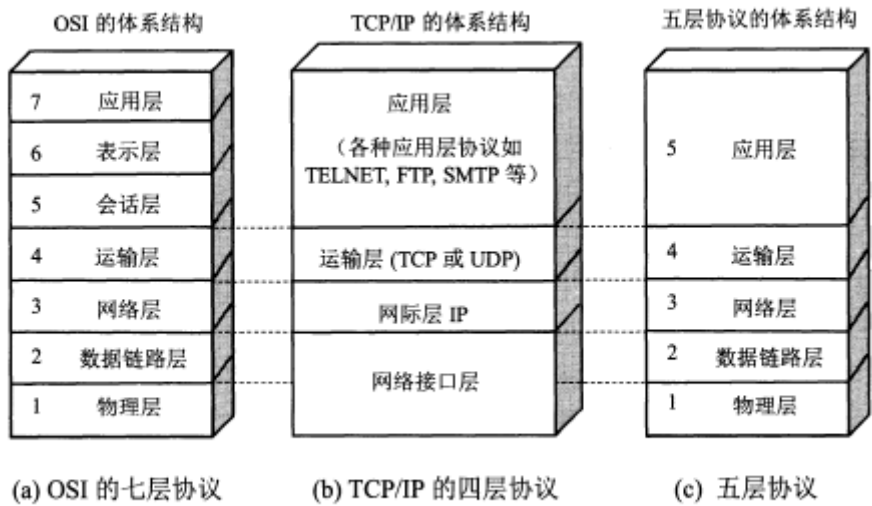 OSI 的体系结构
7 应用层
6 表示层
5 会话层
4 运输层
3 网络层
2 数据链路层
1 物理层
(a) OSI 的七层协议
TCP/IP 的体系结构
应用层
（各种应用层协议如
TELNET, FTP, SMTP 等）
运输层 (TCP 或 UDP)
网际层 IP
网络接口层
(b) TCP/IP 的四层协议
五层协议的体系结构
5 应用层
4 运输层
3 网络层
2 数据链路层
1 物理层
(c) 五层协议